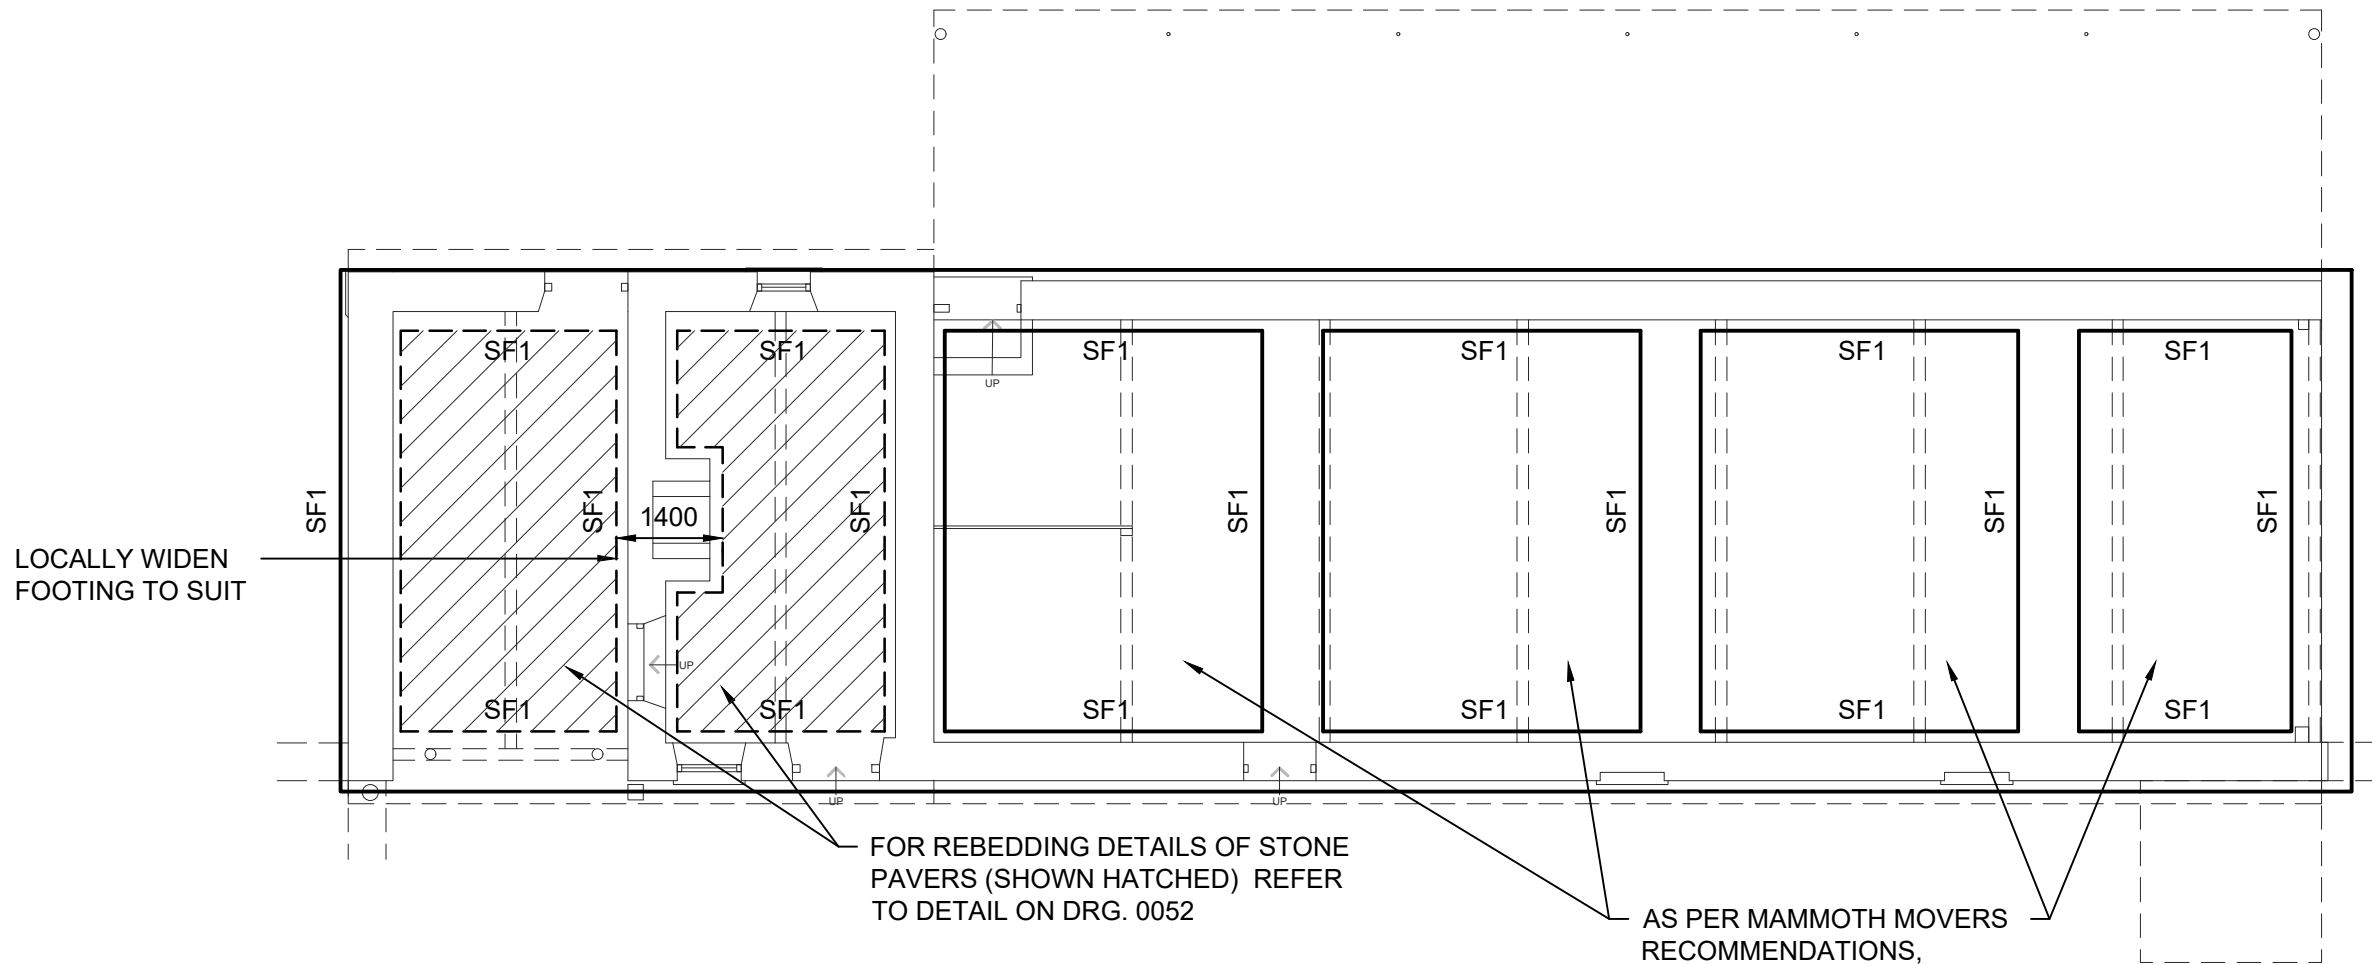 SF1
SF1
SF1
SF1
SF1
SF1
UP
SF1
SF1
SF1
1400
SF1
SF1
SF1
SF1
SF1
LOCALLY WIDEN
FOOTING TO SUIT
UP
SF1
SF1
SF1
SF1
SF1
SF1
UP
UP
FOR REBEDDING DETAILS OF STONE
PAVERS (SHOWN HATCHED) REFER
TO DETAIL ON DRG. 0052
AS PER MAMMOTH MOVERS
RECOMMENDATIONS,